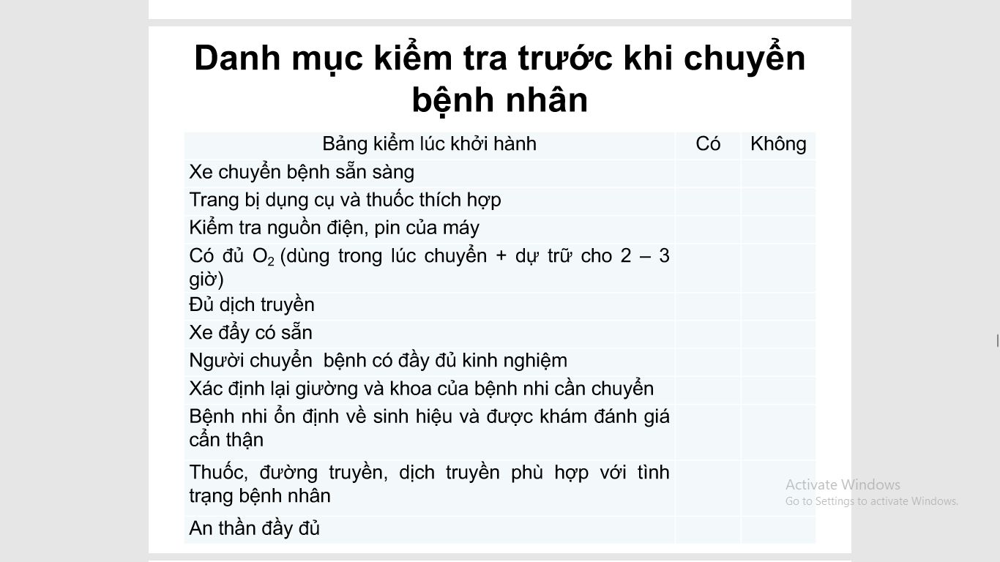 Danh mục kiểm tra trước khi chuyển
bệnh nhân
Bảng kiểm lúc khởi hành Có Không
Xe chuyển bệnh sẵn sàng
Trang bị dụng cụ và thuốc thích hợp
Kiểm tra nguồn điện, pin của máy
Có đủ O₂ (dùng trong lúc chuyển + dự trữ cho 2 – 3
giờ)
Đủ dịch truyền
Xe đẩy có sẵn
Người chuyển bệnh có đầy đủ kinh nghiệm
Xác định lại giường và khoa của bệnh nhi cần chuyển
Bệnh nhi ổn định về sinh hiệu và được khám đánh giá
cẩn thận
Thuốc, đường truyền, dịch truyền phù hợp với tình
trạng bệnh nhân
An thần đầy đủ
Activate Windows
Go to Settings to activate Windows.